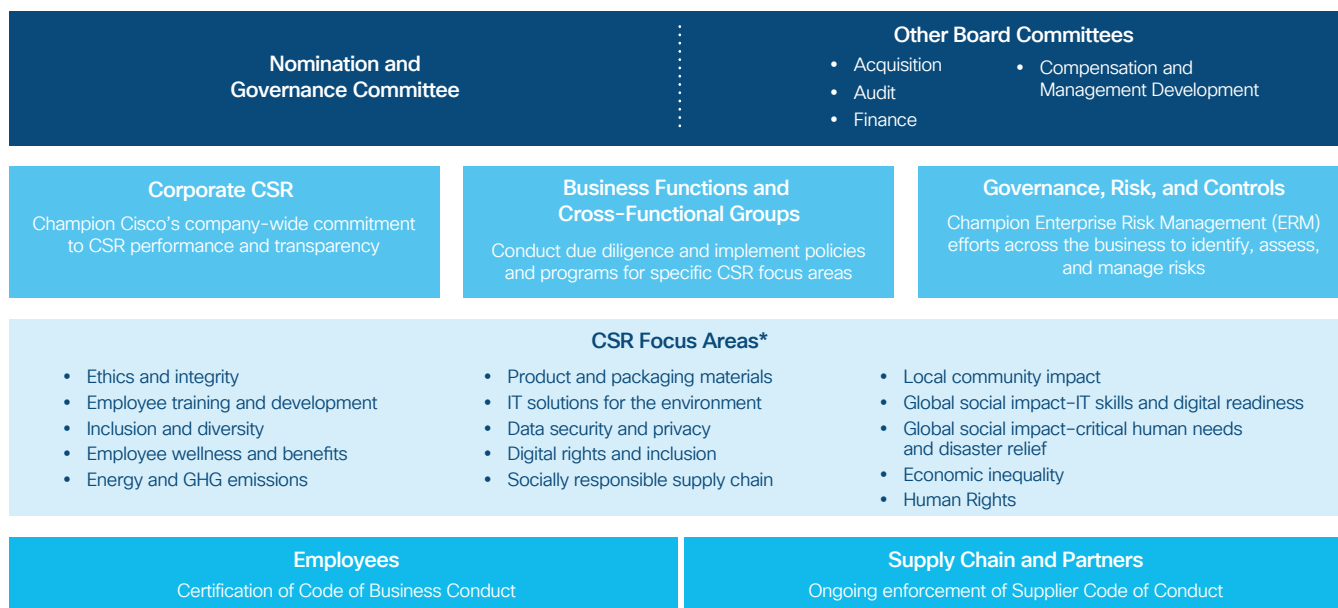 Nomination and
Governance Committee
Other Board Committees
• Acquisition
• Audit
• Finance
• Compensation and
Management Development
Corporate CSR
Champion Cisco's company-wide commitment
to CSR performance and transparency
Business Functions and
Cross-Functional Groups
Conduct due diligence and implement policies
and programs for specific CSR focus areas
Governance, Risk, and Controls
Champion Enterprise Risk Management (ERM)
efforts across the business to identify, assess,
and manage risks
CSR Focus Areas*
• Ethics and integrity
• Employee training and development
• Inclusion and diversity
• Employee wellness and benefits
• Energy and GHG emissions
• Product and packaging materials
• IT solutions for the environment
• Data security and privacy
• Digital rights and inclusion
• Socially responsible supply chain
• Local community impact
• Global social impact–IT skills and digital readiness
• Global social impact–critical human needs
and disaster relief
• Economic inequality
• Human Rights
Employees
Certification of Code of Business Conduct
Supply Chain and Partners
Ongoing enforcement of Supplier Code of Conduct